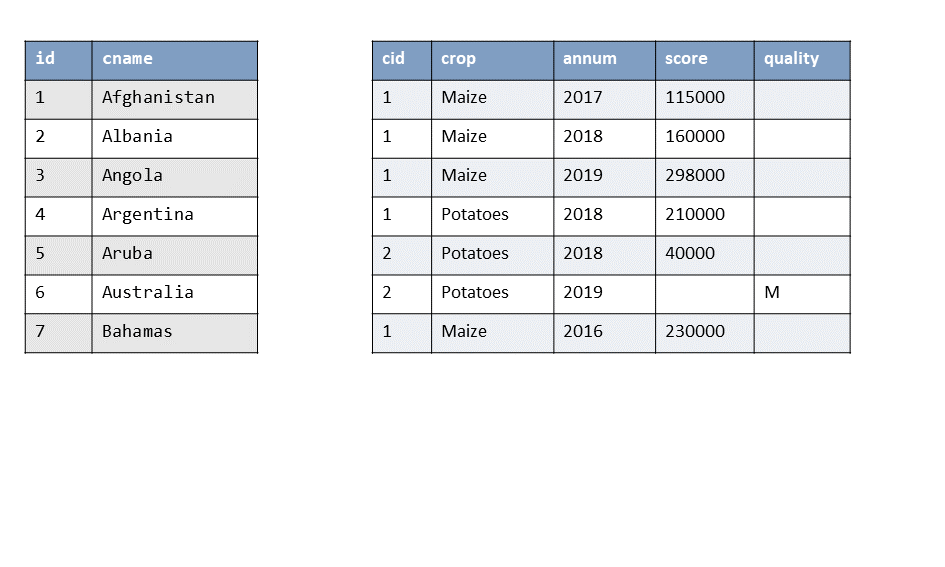 id cname
1 Afghanistan
2 Albania
3 Angola
4 Argentina
5 Aruba
6 Australia
7 Bahamas
cid crop annum score quality
1 Maize 2017 115000
1 Maize 2018 160000
1 Maize 2019 298000
1 Potatoes 2018 210000
2 Potatoes 2018 40000
2 Potatoes 2019 M
1 Maize 2016 230000